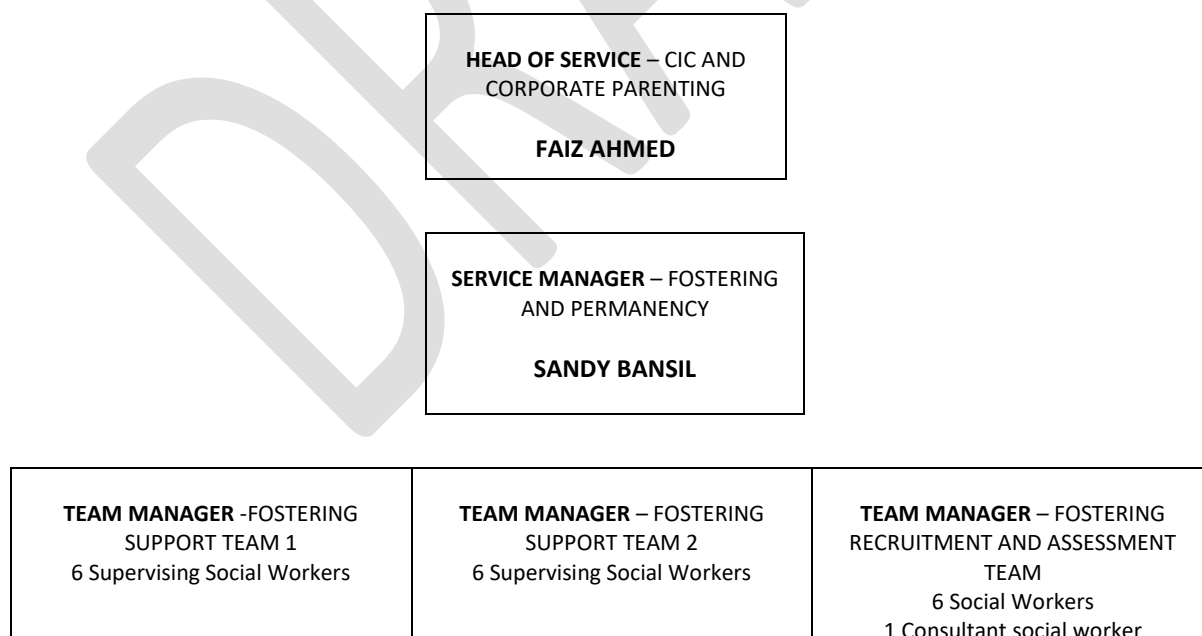 HEAD OF SERVICE – CIC AND
CORPORATE PARENTING
FAIZ AHMED
SERVICE MANAGER – FOSTERING
AND PERMANENCY
SANDY BANSIL
TEAM MANAGER -FOSTERING
SUPPORT TEAM 1
6 Supervising Social Workers
TEAM MANAGER – FOSTERING
SUPPORT TEAM 2
6 Supervising Social Workers
TEAM MANAGER – FOSTERING
RECRUITMENT AND ASSESSMENT
TEAM
6 Social Workers
1 Consultant social worker